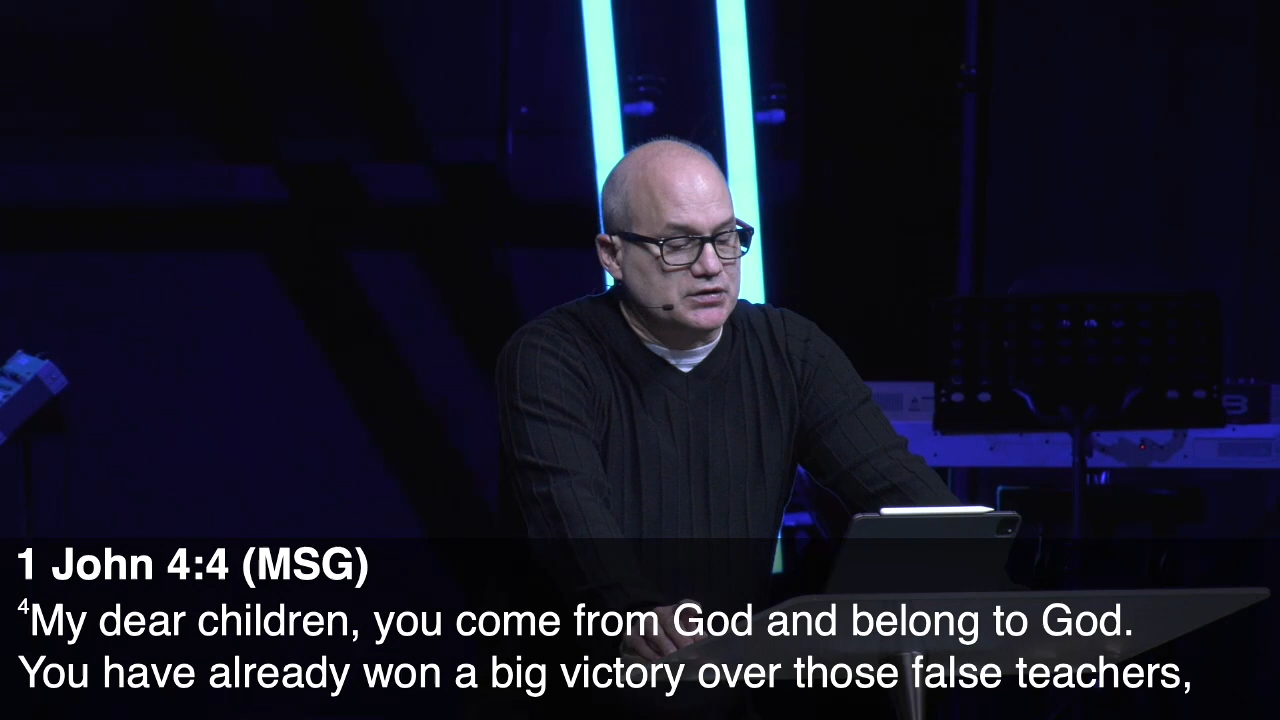 1 John 4:4 (MSG)
⁴My dear children, you come from God and belong to God.
You have already won a big victory over those false teachers,